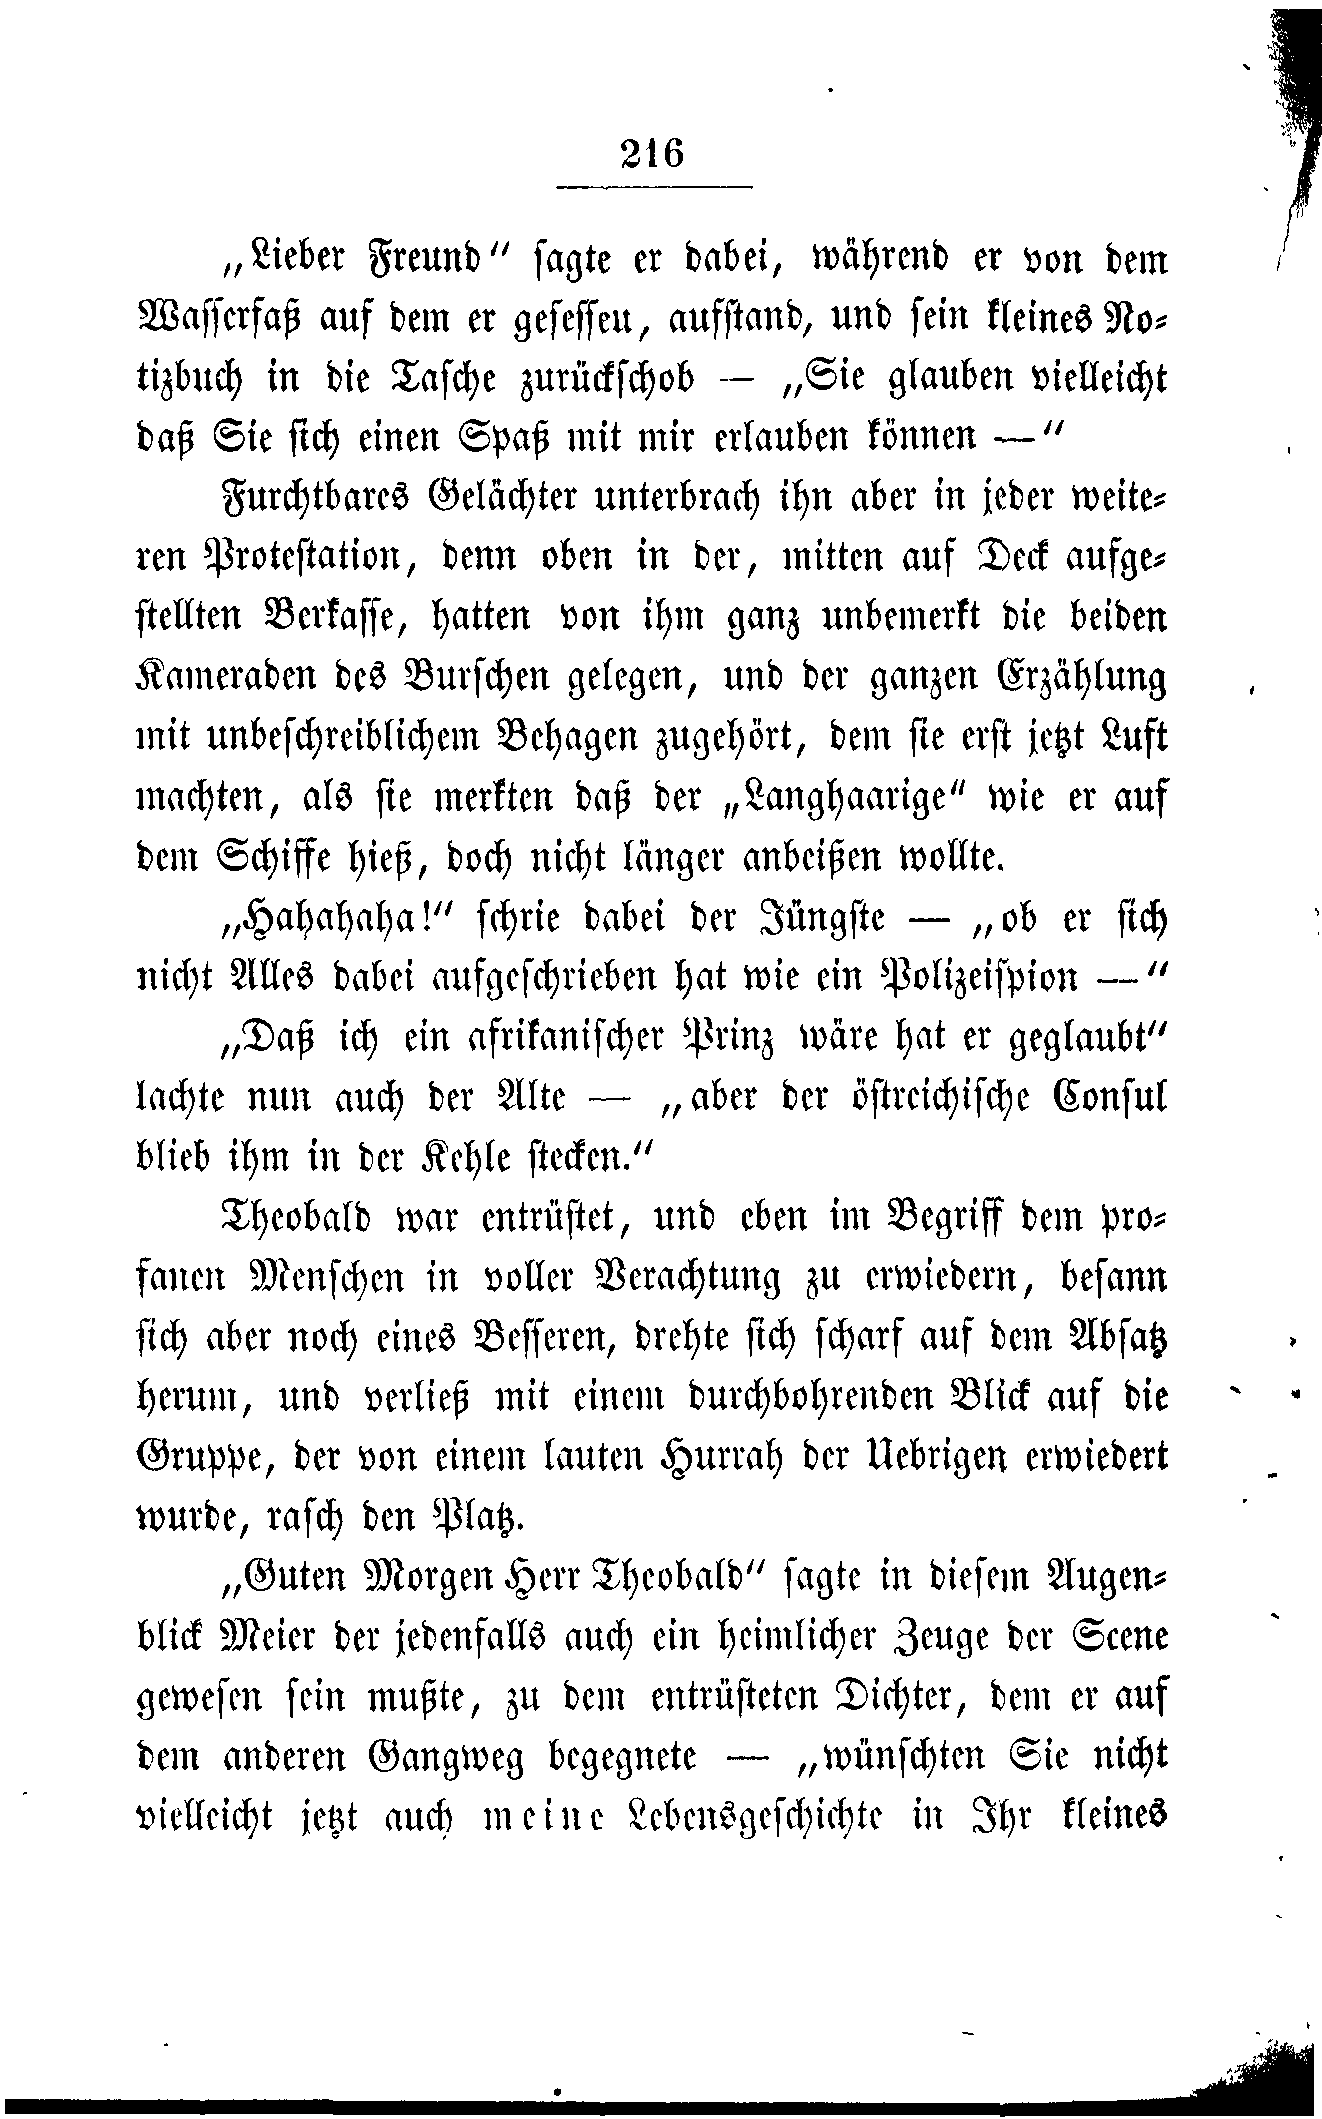 216
„Lieber Freund“ sagte er dabei, während er von dem
Wasserfaß auf dem er gesessen, aufstand, und sein kleines No-
tizbuch in die Tasche zurückschob — „Sie glauben vielleicht
daß Sie sich einen Spaß mit mir erlauben können —“
Furchtbares Gelächter unterbrach ihn aber in jeder weite-
ren Protestation, denn oben in der, mitten auf Deck aufge-
stellten Berkasse, hatten von ihm ganz unbemerkt die beiden
Kameraden des Burschen gelegen, und der ganzen Erzählung
mit unbeschreiblichem Behagen zugehört, dem sie erst jetzt Luft
machten, als sie merkten daß der „Langhaarige“ wie er auf
dem Schiffe hieß, doch nicht länger anbeißen wollte.
„Hahahaha!“ schrie dabei der Jüngste — „ob er sich
nicht Alles dabei aufgeschrieben hat wie ein Polizeispion —“
„Daß ich ein afrikanischer Prinz wäre hat er geglaubt“
lachte nun auch der Alte — „aber der östreichische Consul
blieb ihm in der Kehle stecken.“
Theobald war entrüstet, und eben im Begriff dem pro-
fanen Menschen in voller Verachtung zu erwiedern, besann
sich aber noch eines Besseren, drehte sich scharf auf dem Absatz
herum, und verließ mit einem durchbohrenden Blick auf die
Gruppe, der von einem lauten Hurrah der Uebrigen erwiedert
wurde, rasch den Platz.
„Guten Morgen Herr Theobald“ sagte in diesem Augen-
blick Meier der jedenfalls auch ein heimlicher Zeuge der Scene
gewesen sein mußte, zu dem entrüsteten Dichter, dem er auf
dem anderen Gangweg begegnete — „wünschten Sie nicht
vielleicht jetzt auch meine Lebensgeschichte in Ihr kleines